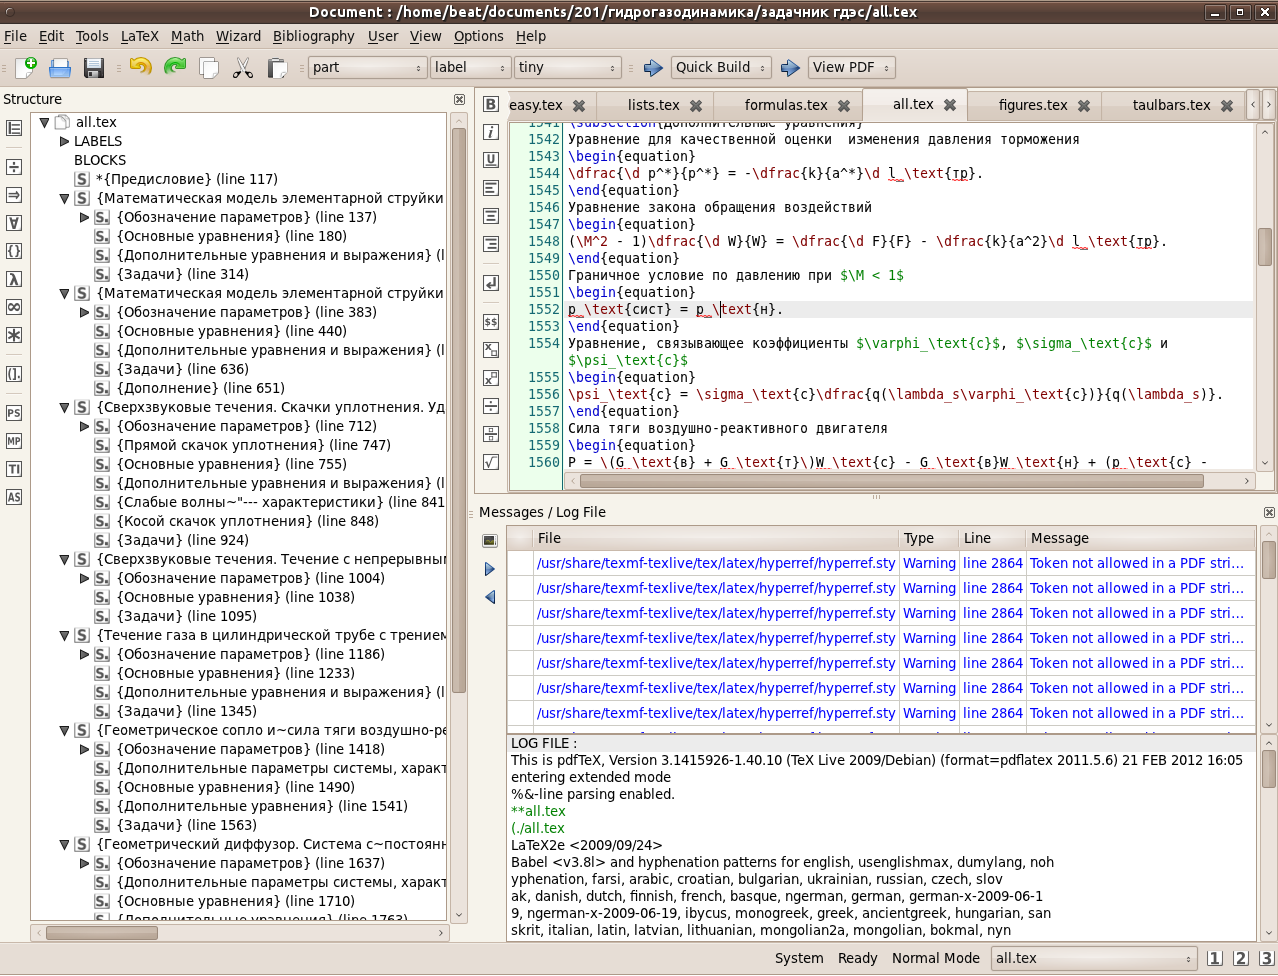 Document : /home/beat/documents/201/гидрогазодинамика/задачник гдэс/all.tex
File Edit Tools LaTeX Math Wizard Bibliography User View Options Help
part label tiny Quick Build View PDF
Structure
all.tex
LABELS
BLOCKS
*{Предисловие} (line 117)
{Математическая модель элементарной струйки
{Обозначение параметров} (line 137)
{Основные уравнения} (line 180)
{Дополнительные уравнения и выражения} (l
{Задачи} (line 314)
{Математическая модель элементарной струйки
{Обозначение параметров} (line 383)
{Основные уравнения} (line 440)
{Дополнительные уравнения и выражения} (l
{Задачи} (line 636)
{Дополнение} (line 651)
{Сверхзвуковые течения. Скачки уплотнения. Уд
{Обозначение параметров} (line 712)
{Прямой скачок уплотнения} (line 747)
{Основные уравнения} (line 755)
{Дополнительные уравнения и выражения} (l
{Слабые волны~"--- характеристики} (line 841
{Косой скачок уплотнения} (line 848)
{Задачи} (line 924)
{Сверхзвуковые течения. Течение с непрерывны
{Обозначение параметров} (line 1004)
{Основные уравнения} (line 1038)
{Задачи} (line 1095)
{Течение газа в цилиндрической трубе с трением
{Обозначение параметров} (line 1186)
{Основные уравнения} (line 1233)
{Дополнительные уравнения и выражения} (l
{Задачи} (line 1345)
{Геометрическое сопло и~сила тяги воздушно-ре
{Обозначение параметров} (line 1418)
{Дополнительные параметры системы, характ
{Основные уравнения} (line 1490)
{Дополнительные уравнения} (line 1541)
{Задачи} (line 1563)
{Геометрический диффузор. Система с~постоянн
{Обозначение параметров} (line 1637)
{Дополнительные параметры системы, характ
{Основные уравнения} (line 1710)
{Дополнительные уравнения} (line 1763)
easy.tex lists.tex formulas.tex all.tex figures.tex taulbars.tex
1541 \subsection{Дополнительные уравнения}
1542 Уравнение для качественной оценки  изменения давления торможения
1543 \begin{equation}
1544 \dfrac{\d p^*}{p^*} = -\dfrac{k}{a^*}\d l_\text{тр}.
1545 \end{equation}
1546 Уравнение закона обращения воздействий
1547 \begin{equation}
1548 (\M^2 - 1)\dfrac{\d W}{W} = \dfrac{\d F}{F} - \dfrac{k}{a^2}\d l_\text{тр}.
1549 \end{equation}
1550 Граничное условие по давлению при $\M < 1$
1551 \begin{equation}
1552 p_\text{сист} = p_\text{н}.
1553 \end{equation}
1554 Уравнение, связывающее коэффициенты $\varphi_\text{c}$, $\sigma_\text{c}$ и
$\psi_\text{c}$
1555 \begin{equation}
1556 \psi_\text{c} = \sigma_\text{c}\dfrac{q(\lambda_s\varphi_\text{c})}{q(\lambda_s)}.
1557 \end{equation}
1558 Сила тяги воздушно-реактивного двигателя
1559 \begin{equation}
1560 P = \(G_\text{в} + G_\text{т}\)W_\text{c} - G_\text{в}W_\text{н} + (p_\text{c} -
Messages / Log File
File Type Line Message
/usr/share/texmf-texlive/tex/latex/hyperref/hyperref.sty Warning line 2864 Token not allowed in a PDF stri...
/usr/share/texmf-texlive/tex/latex/hyperref/hyperref.sty Warning line 2864 Token not allowed in a PDF stri...
/usr/share/texmf-texlive/tex/latex/hyperref/hyperref.sty Warning line 2864 Token not allowed in a PDF stri...
/usr/share/texmf-texlive/tex/latex/hyperref/hyperref.sty Warning line 2864 Token not allowed in a PDF stri...
/usr/share/texmf-texlive/tex/latex/hyperref/hyperref.sty Warning line 2864 Token not allowed in a PDF stri...
/usr/share/texmf-texlive/tex/latex/hyperref/hyperref.sty Warning line 2864 Token not allowed in a PDF stri...
/usr/share/texmf-texlive/tex/latex/hyperref/hyperref.sty Warning line 2864 Token not allowed in a PDF stri...
LOG FILE :
This is pdfTeX, Version 3.1415926-1.40.10 (TeX Live 2009/Debian) (format=pdflatex 2011.5.6) 21 FEB 2012 16:05
entering extended mode
%&-line parsing enabled.
**all.tex
(./all.tex
LaTeX2e <2009/09/24>
Babel <v3.8l> and hyphenation patterns for english, usenglishmax, dumylang, noh
yphenation, farsi, arabic, croatian, bulgarian, ukrainian, russian, czech, slov
ak, danish, dutch, finnish, french, basque, ngerman, german, german-x-2009-06-1
9, ngerman-x-2009-06-19, ibycus, monogreek, greek, ancientgreek, hungarian, san
skrit, italian, latin, latvian, lithuanian, mongolian2a, mongolian, bokmal, nyn
System Ready Normal Mode all.tex 1 2 3